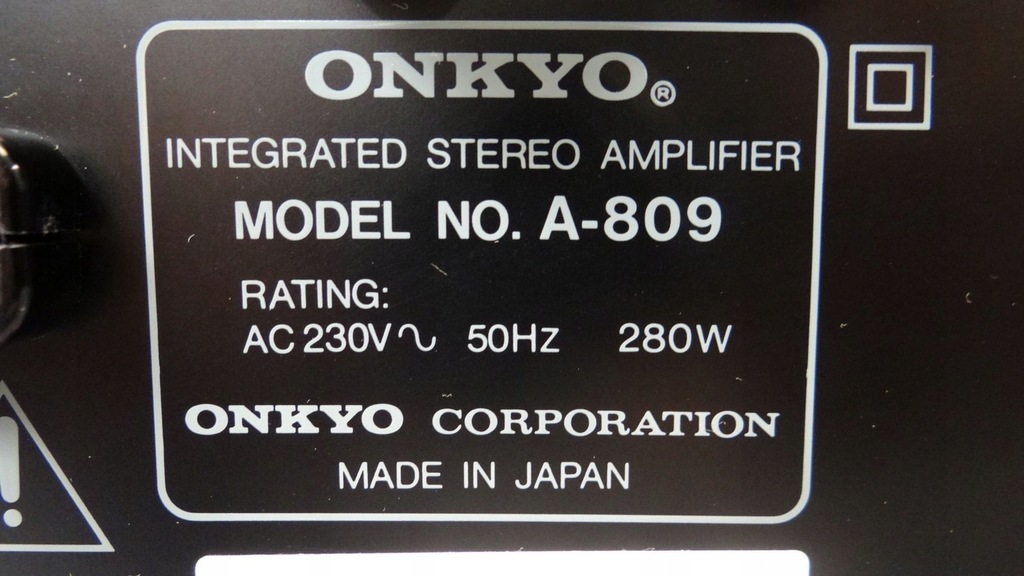 ONKYO®
INTEGRATED STEREO AMPLIFIER
MODEL NO. A-809
RATING:
AC 230V∿ 50Hz 280W
ONKYO CORPORATION
MADE IN JAPAN
!